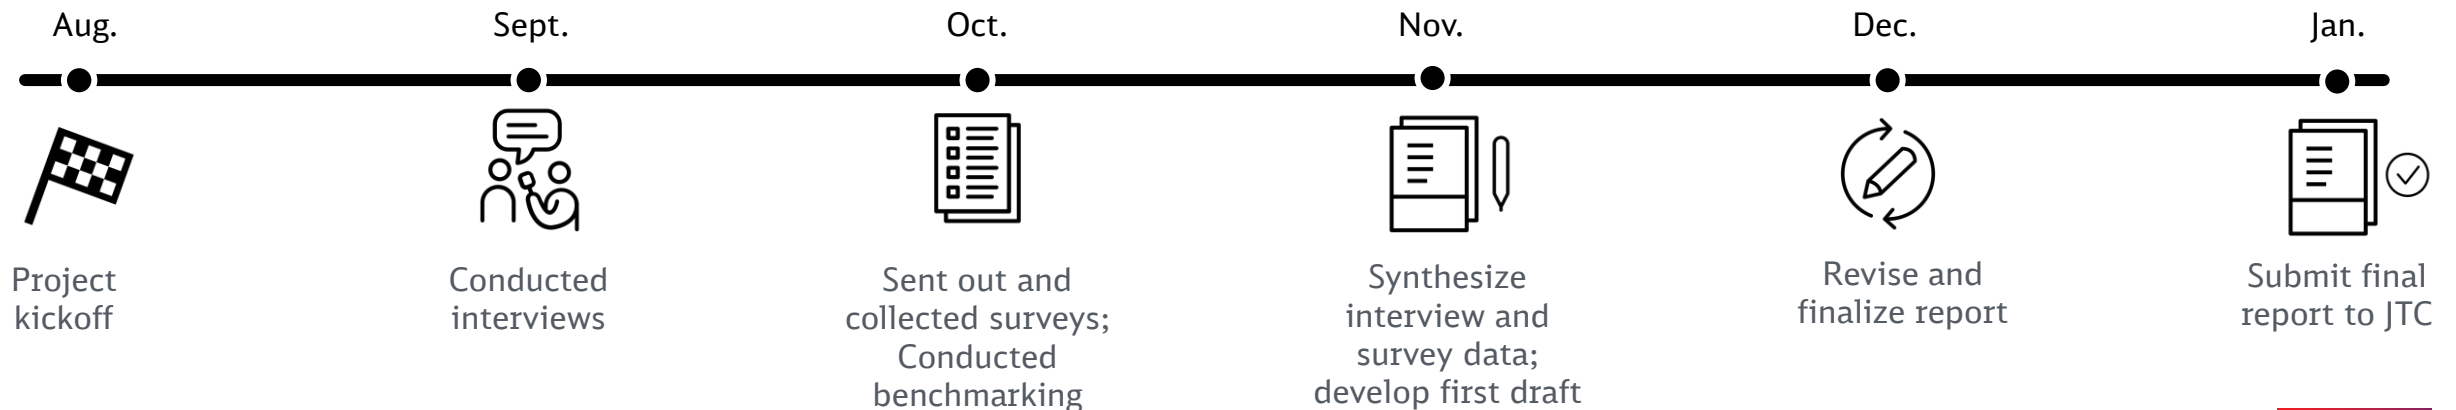 Aug.
Sept.
Oct.
Nov.
Dec.
Jan.
Project
kickoff
Conducted
interviews
Sent out and
collected surveys;
Conducted
benchmarking
Synthesize
interview and
survey data;
develop first draft
Revise and
finalize report
Submit final
report to JTC